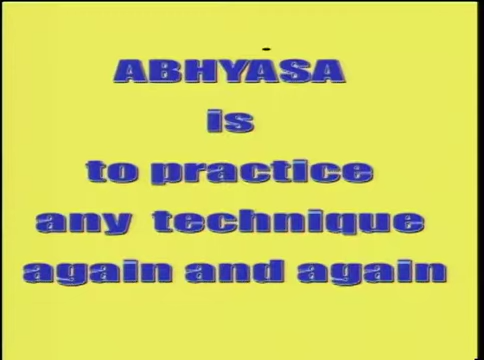 ABHYASA
is
to practice
any technique
again and again